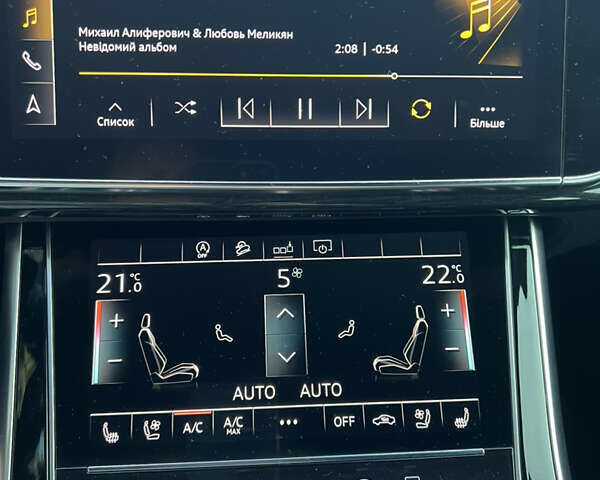 Михаил Алиферович & Любовь Меликян
Невідомий альбом
2:08 | -0:54
Список
Більше
A
OFF
21.0 °C
5
22.0 °C
+
+
−
−
AUTO AUTO
A/C
A/C
MAX
OFF